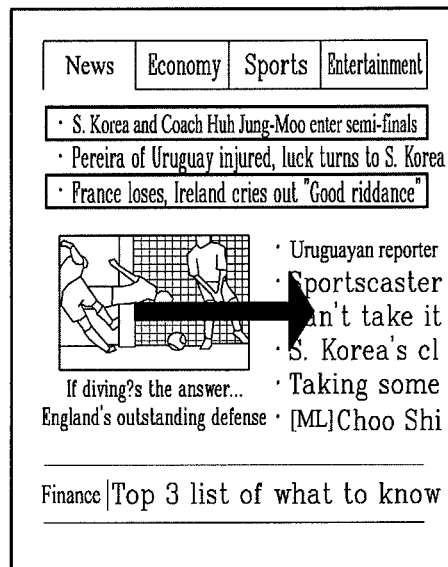 News Economy Sports Entertainment
· S. Korea and Coach Huh Jung-Moo enter semi-finals
· Pereira of Uruguay injured, luck turns to S. Korea
· France loses, Ireland cries out "Good riddance"
· Uruguayan reporter
· Sportscaster
n't take it
· S. Korea's cl
· Taking some
· [ML] Choo Shi
If diving?s the answer...
England's outstanding defense
Finance | Top 3 list of what to know